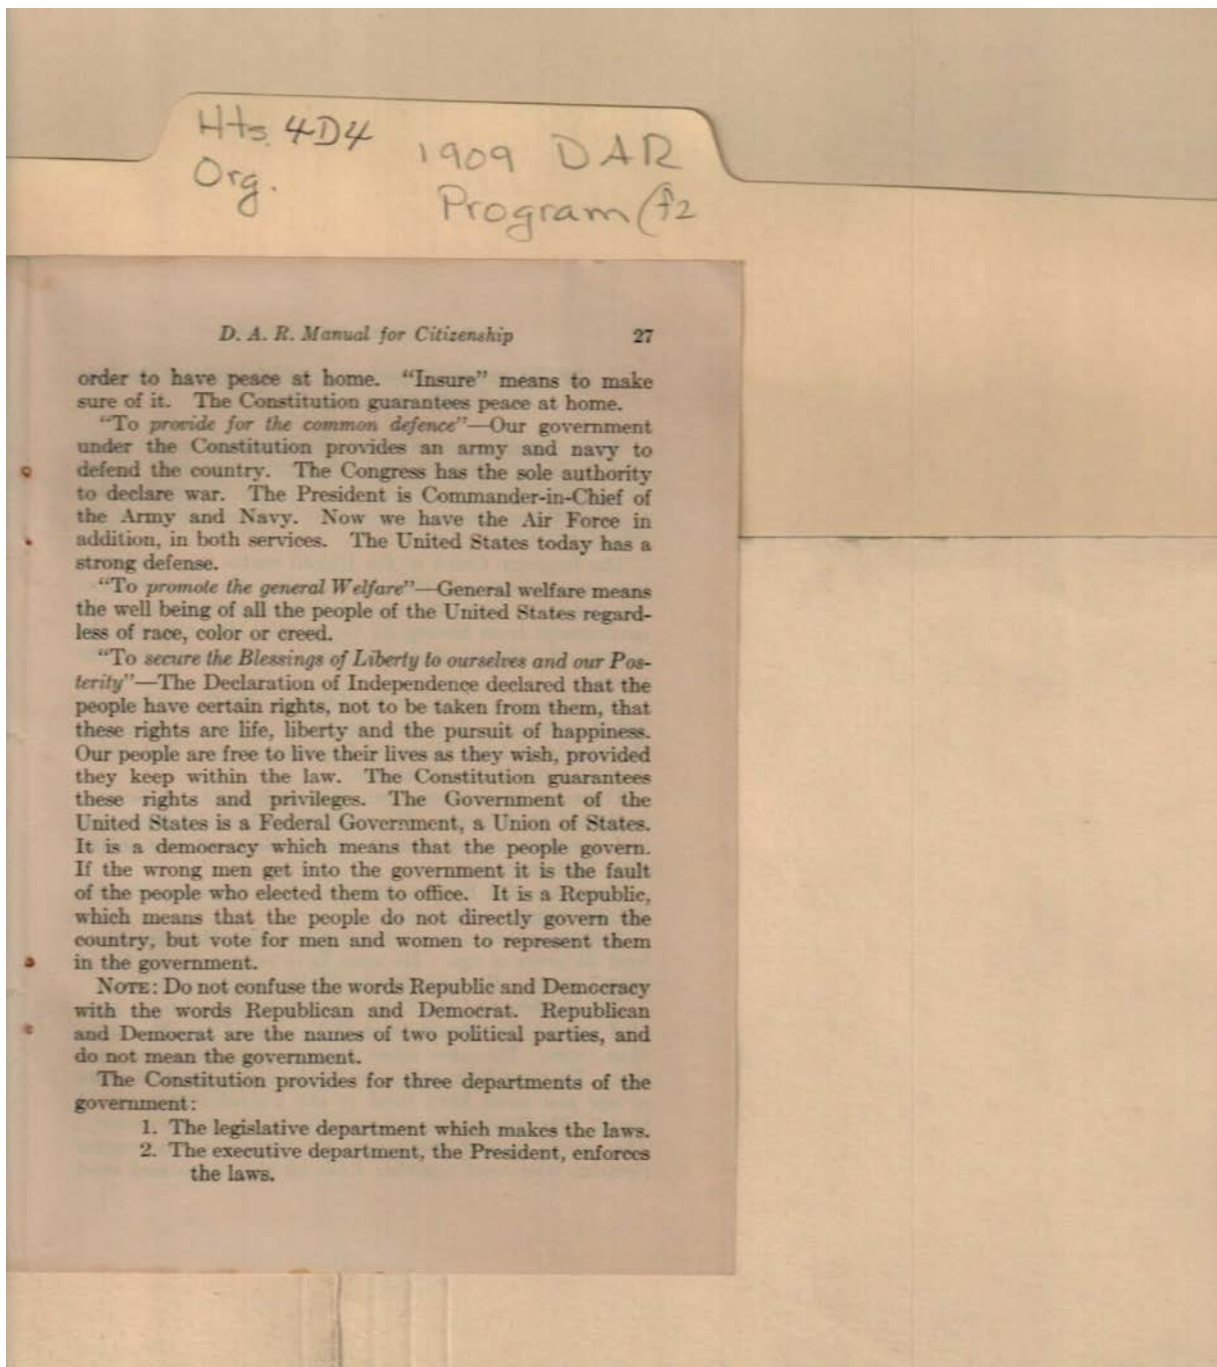 Hts. 4D4
Org.
1909 DAR
Program (f2
D. A. R. Manual for Citizenship 27
order to have peace at home. “Insure” means to make
sure of it. The Constitution guarantees peace at home.
“To provide for the common defence”—Our government
under the Constitution provides an army and navy to
defend the country. The Congress has the sole authority
to declare war. The President is Commander-in-Chief of
the Army and Navy. Now we have the Air Force in
addition, in both services. The United States today has a
strong defense.
“To promote the general Welfare”—General welfare means
the well being of all the people of the United States regard-
less of race, color or creed.
“To secure the Blessings of Liberty to ourselves and our Pos-
terity”—The Declaration of Independence declared that the
people have certain rights, not to be taken from them, that
these rights are life, liberty and the pursuit of happiness.
Our people are free to live their lives as they wish, provided
they keep within the law. The Constitution guarantees
these rights and privileges. The Government of the
United States is a Federal Government, a Union of States.
It is a democracy which means that the people govern.
If the wrong men get into the government it is the fault
of the people who elected them to office. It is a Republic,
which means that the people do not directly govern the
country, but vote for men and women to represent them
in the government.
NOTE: Do not confuse the words Republic and Democracy
with the words Republican and Democrat. Republican
and Democrat are the names of two political parties, and
do not mean the government.
The Constitution provides for three departments of the
government:
1. The legislative department which makes the laws.
2. The executive department, the President, enforces
the laws.